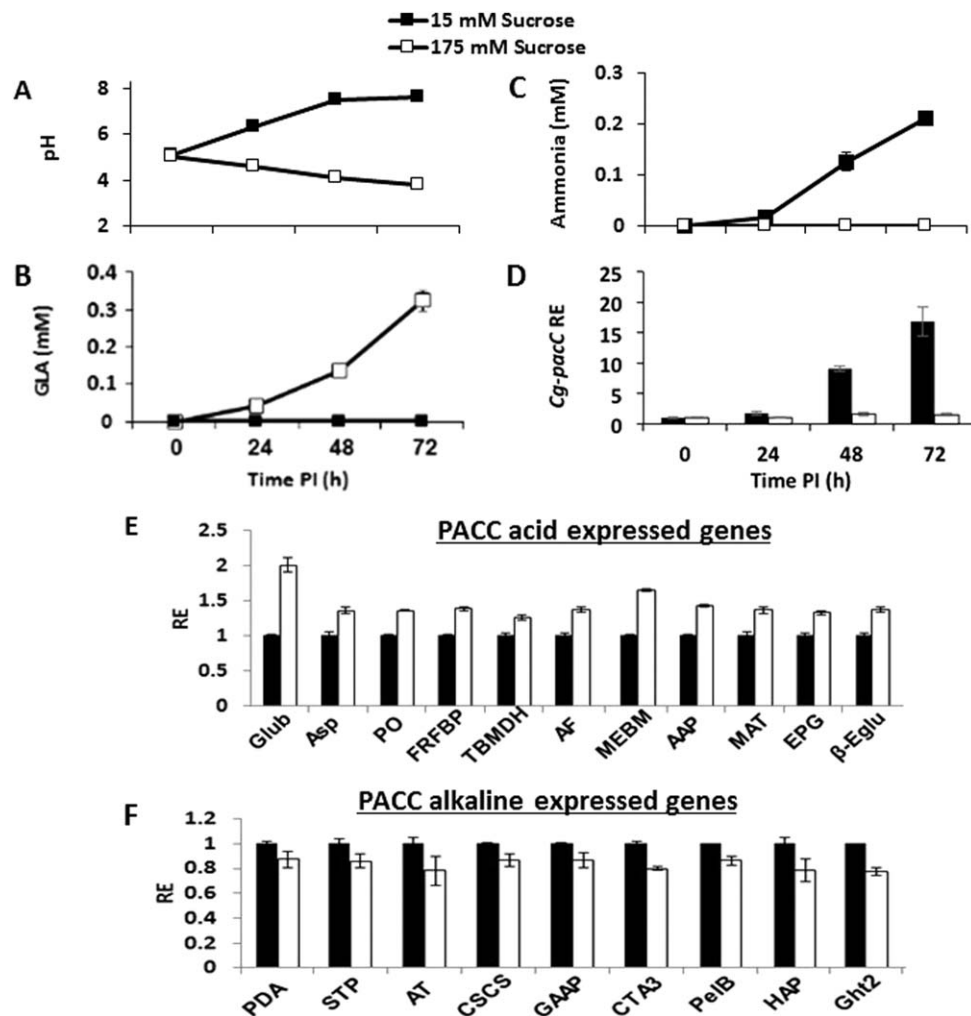 15 mM Sucrose
175 mM Sucrose
A
pH
8
6
4
2
C
Ammonia (mM)
0.3
0.2
0.1
0
B
GLA (mM)
0.4
0.3
0.2
0.1
0
0 24 48 72
Time PI (h)
D
Cg-pacC RE
25
20
15
10
5
0
0 24 48 72
Time PI (h)
E
PACC acid expressed genes
RE
2.5
2
1.5
1
0.5
0
Glub Asp PO FRFBP TBMDH AF MEBM AAP MAT EPG β-Eglu
F
PACC alkaline expressed genes
RE
1.2
1
0.8
0.6
0.4
0.2
0
PDA STP AT CSCS GAAP CTA3 PelB HAP Ght2